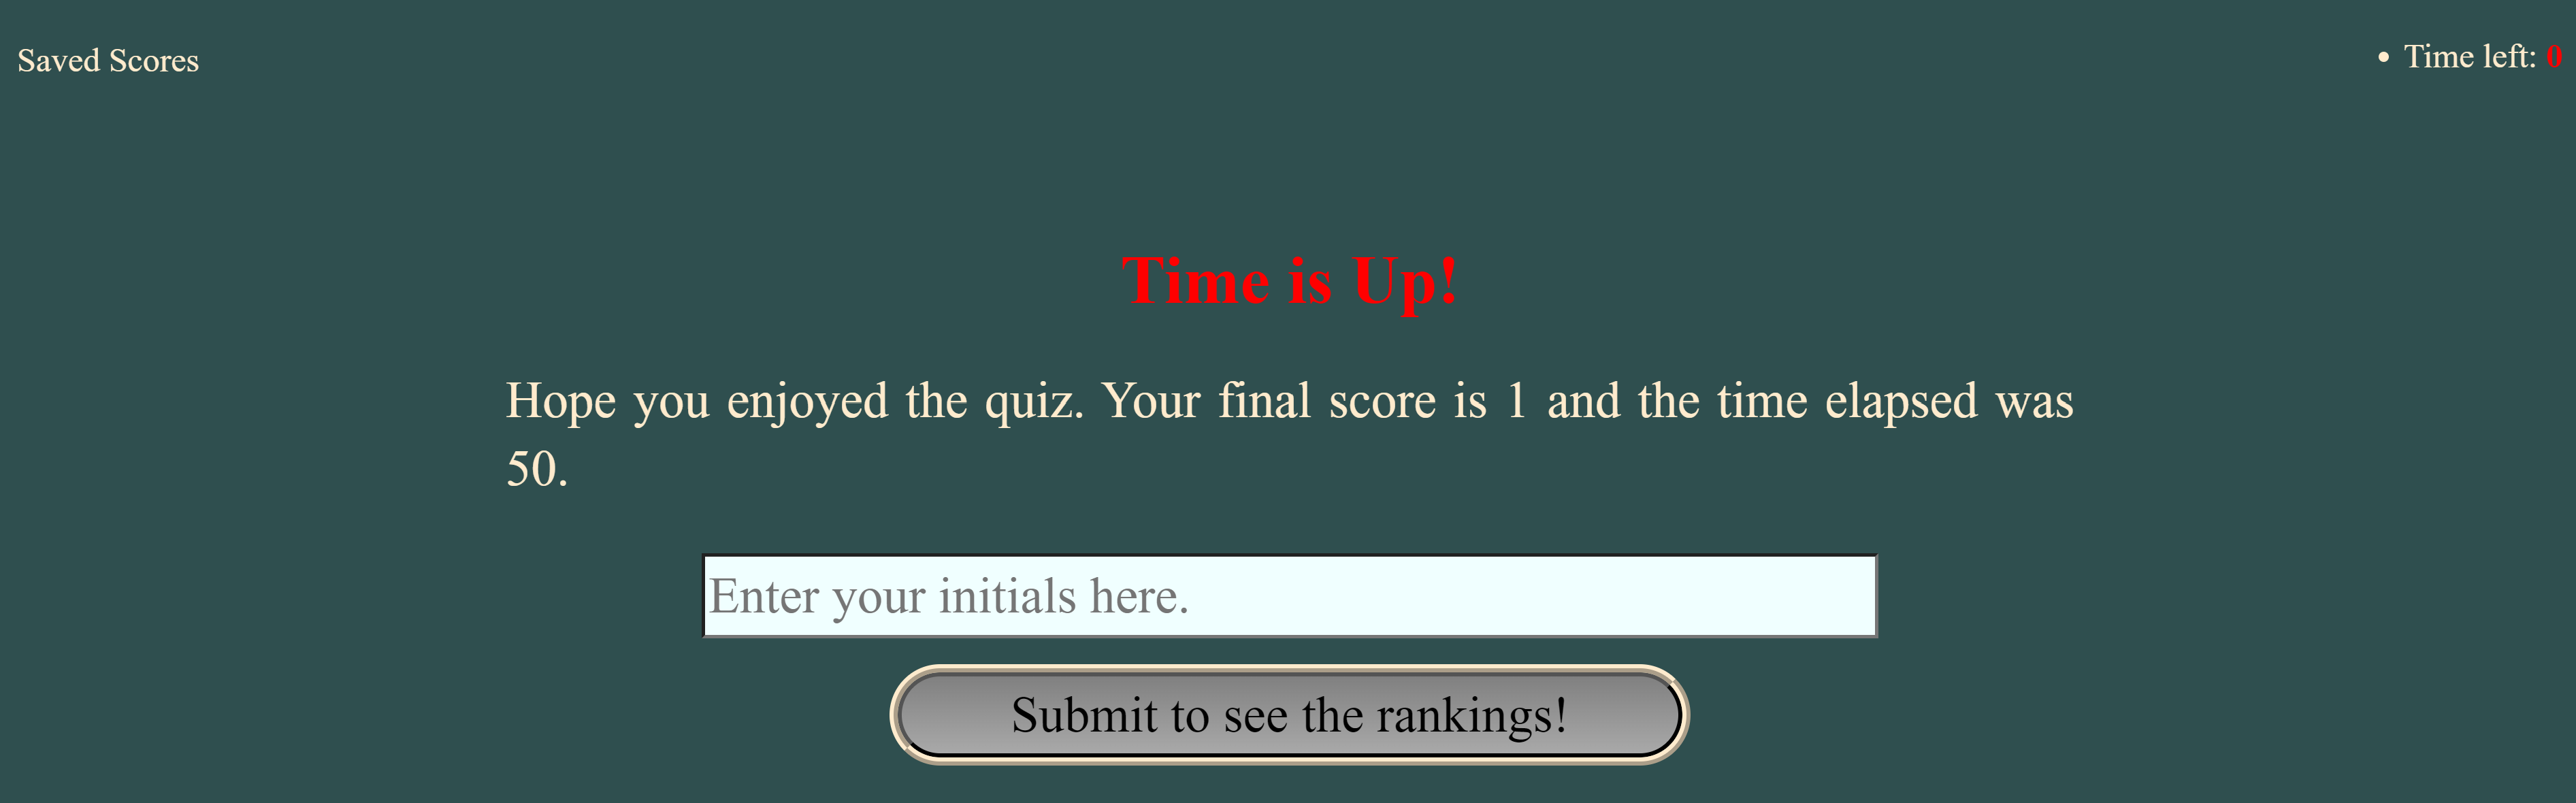 Saved Scores
• Time left: 0
Time is Up!
Hope you enjoyed the quiz. Your final score is 1 and the time elapsed was
50.
Enter your initials here.
Submit to see the rankings!